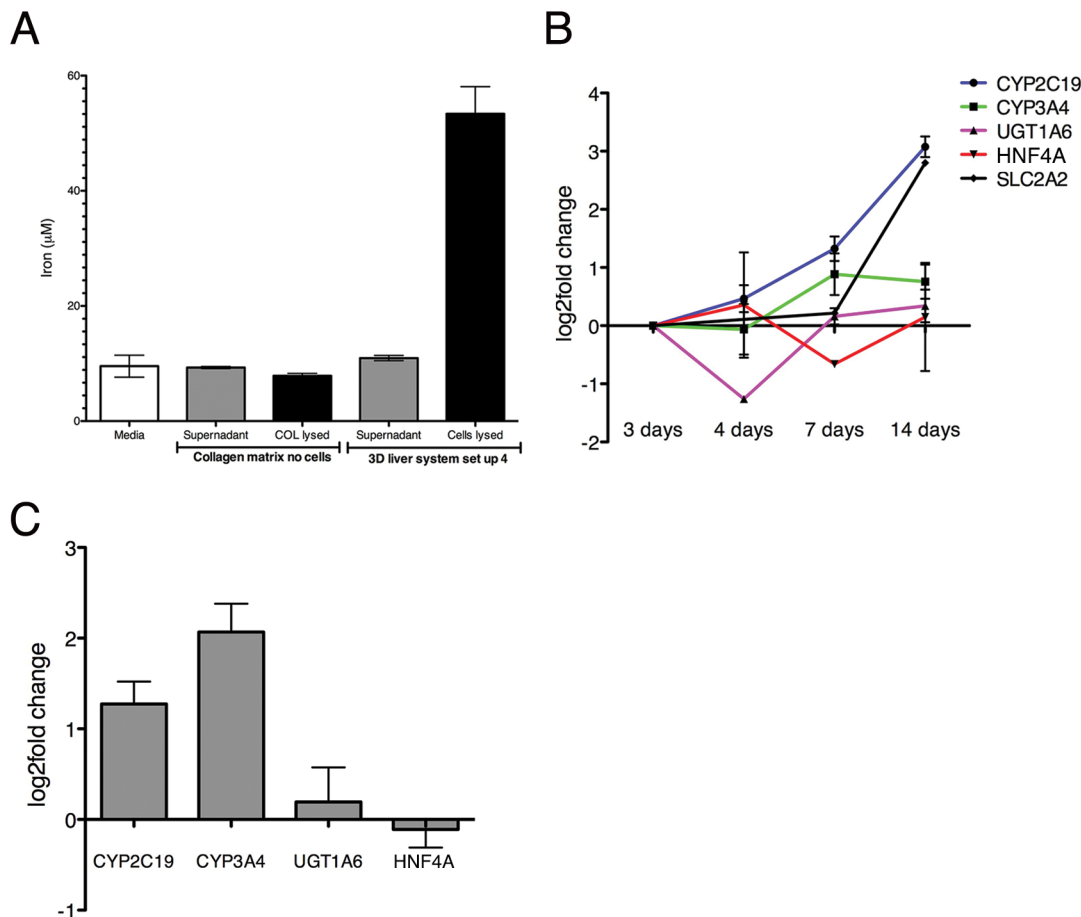 A
60
40
20
0
Iron (µM)
Media
Supernadant
COL lysed
Supernadant
Cells lysed
Collagen matrix no cells
3D liver system set up 4
B
4
3
2
1
0
-1
-2
log2fold change
3 days
4 days
7 days
14 days
CYP2C19
CYP3A4
UGT1A6
HNF4A
SLC2A2
C
3
2
1
0
-1
log2fold change
CYP2C19
CYP3A4
UGT1A6
HNF4A